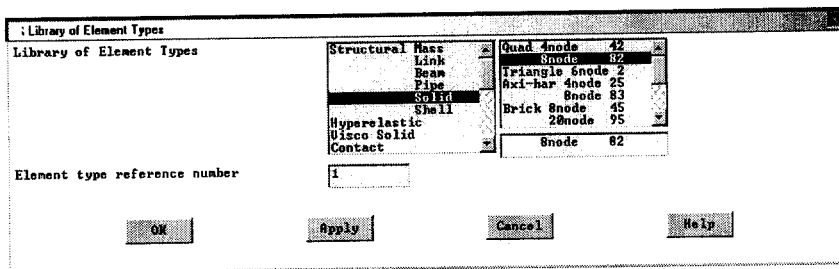 Library of Element Types
Library of Element Types
Structural Mass
Link
Beam
Pipe
Solid
Shell
Hyperelastic
Visco Solid
Contact
Quad 4node 42
8node 82
Triangle 6node 2
Axi-har 4node 25
8node 83
Brick 8node 45
20node 95
8node 82
Element type reference number
1
OK
Apply
Cancel
Help